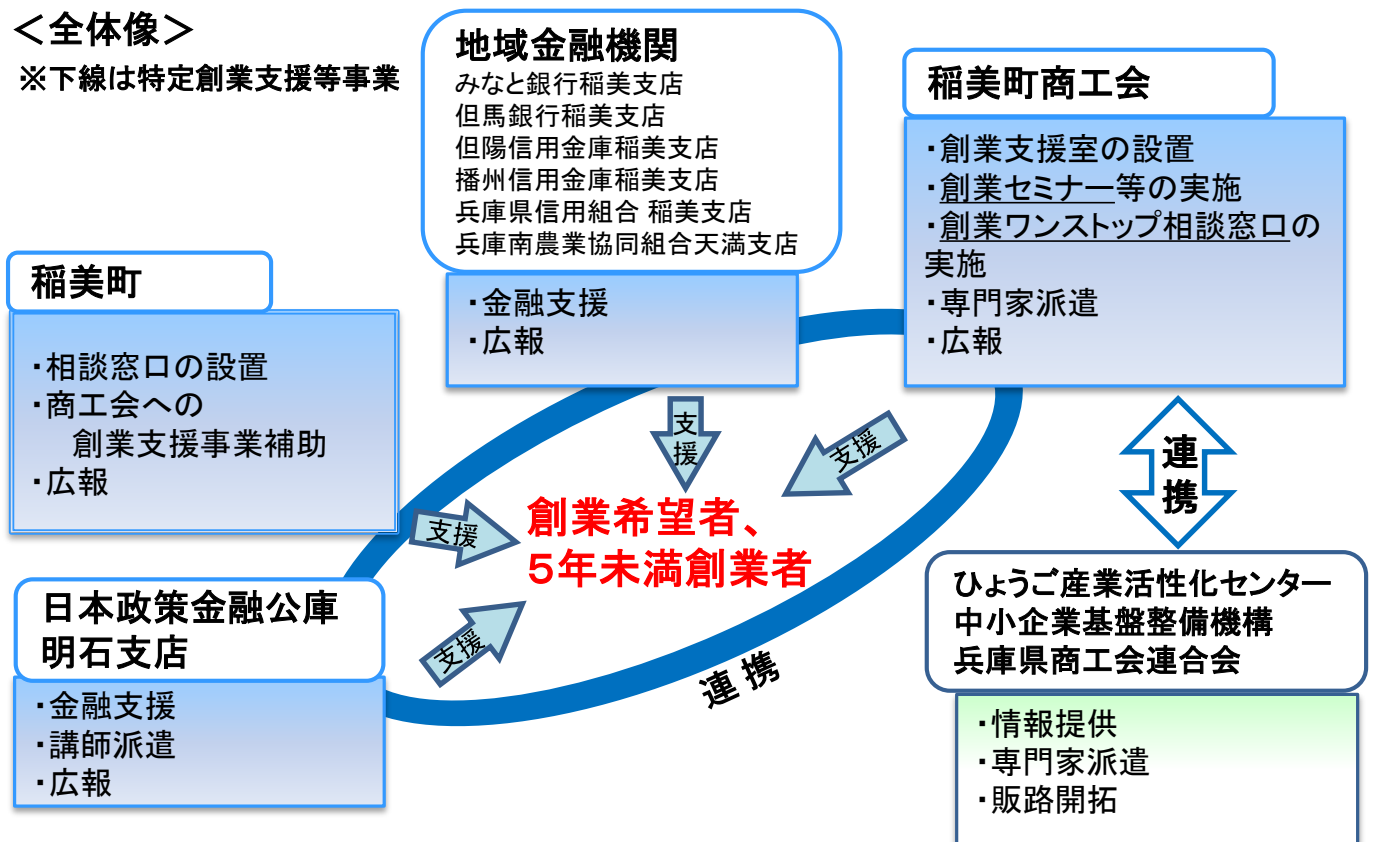 ＜全体像＞
※下線は特定創業支援等事業
地域金融機関
みなと銀行稲美支店
但馬銀行稲美支店
但陽信用金庫稲美支店
播州信用金庫稲美支店
兵庫県信用組合 稲美支店
兵庫南農業協同組合天満支店
・金融支援
・広報
稲美町商工会
・創業支援室の設置
・創業セミナー等の実施
・創業ワンストップ相談窓口の
実施
・専門家派遣
・広報
稲美町
・相談窓口の設置
・商工会への
創業支援事業補助
・広報
支援
支援
支援
支援
創業希望者、
５年未満創業者
連携
連携
日本政策金融公庫
明石支店
・金融支援
・講師派遣
・広報
ひょうご産業活性化センター
中小企業基盤整備機構
兵庫県商工会連合会
・情報提供
・専門家派遣
・販路開拓